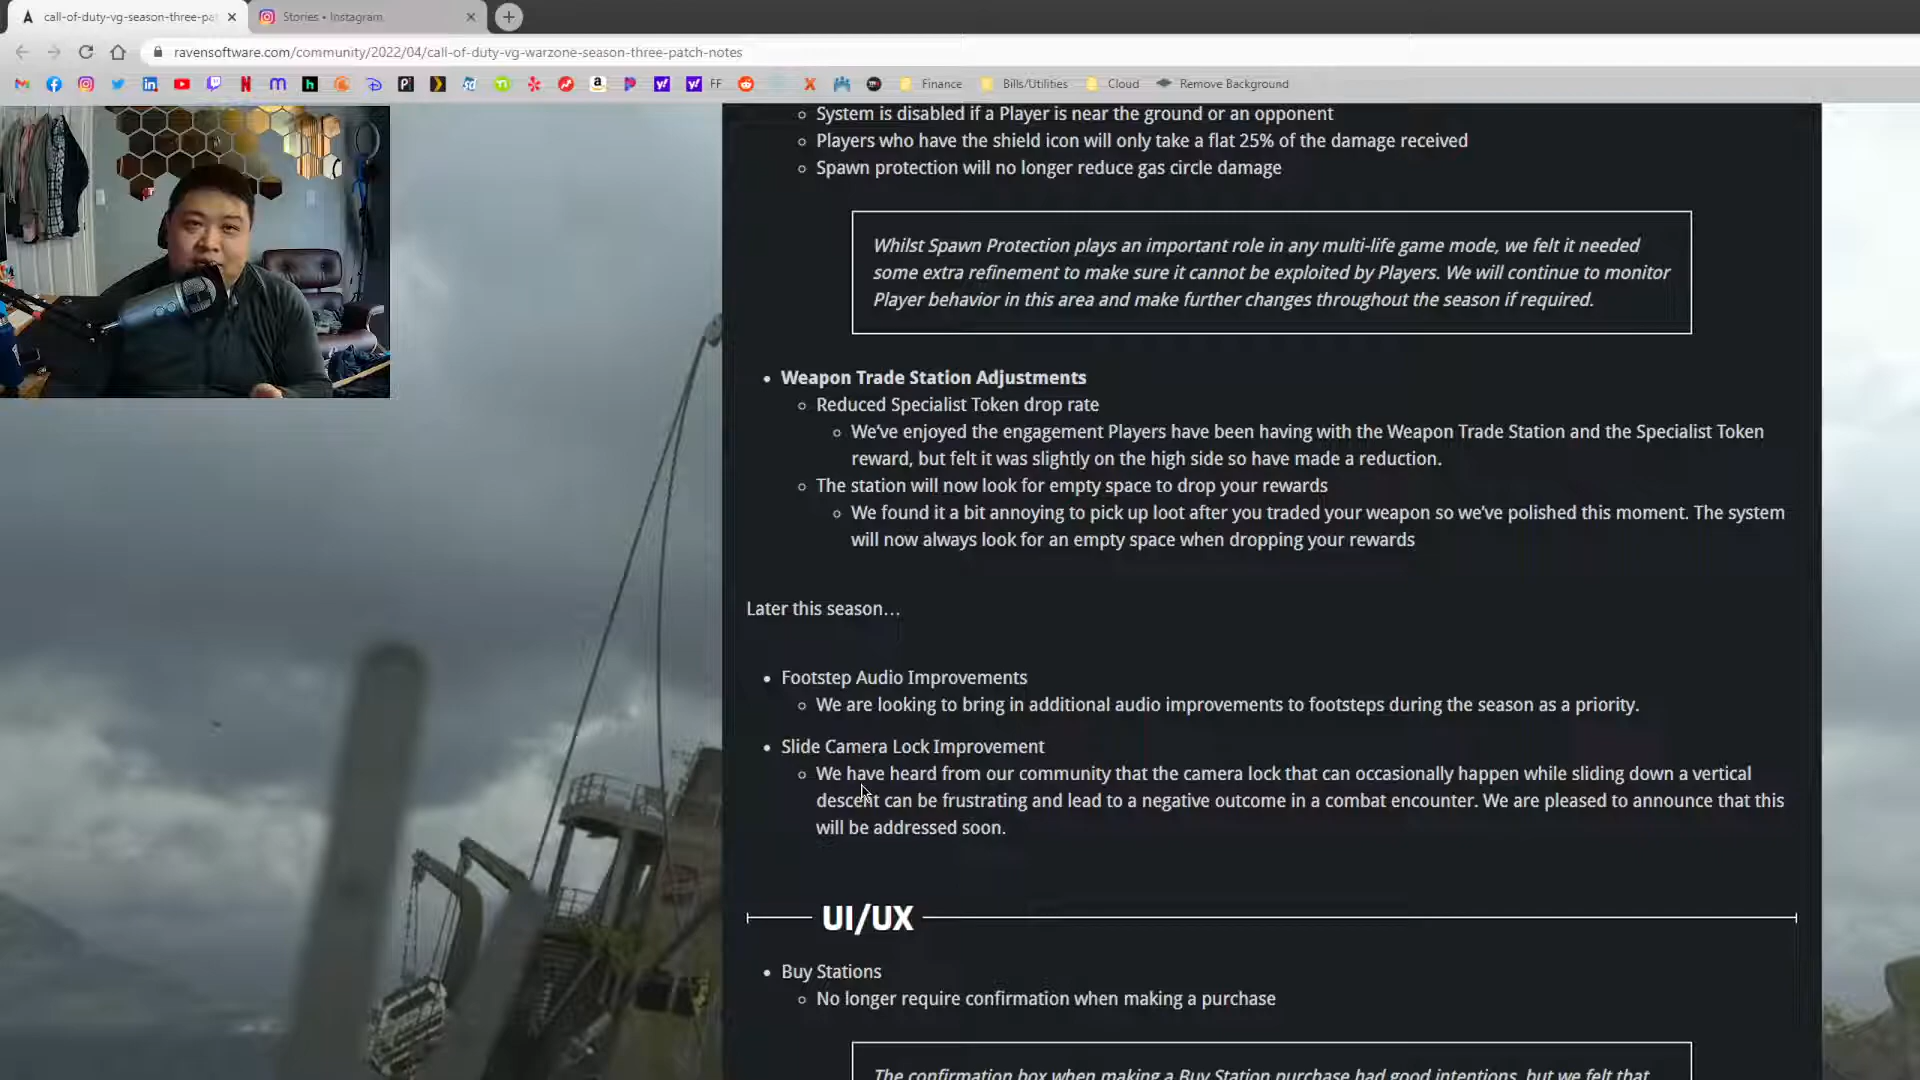 call-of-duty-vg-season-three-pat
Stories • Instagram
ravensoftware.com/community/2022/04/call-of-duty-vg-warzone-season-three-patch-notes
FF
Finance
Bills/Utilities
Cloud
Remove Background
System is disabled if a Player is near the ground or an opponent
Players who have the shield icon will only take a flat 25% of the damage received
Spawn protection will no longer reduce gas circle damage
Whilst Spawn Protection plays an important role in any multi-life game mode, we felt it needed
some extra refinement to make sure it cannot be exploited by Players. We will continue to monitor
Player behavior in this area and make further changes throughout the season if required.
Weapon Trade Station Adjustments
Reduced Specialist Token drop rate
We've enjoyed the engagement Players have been having with the Weapon Trade Station and the Specialist Token
reward, but felt it was slightly on the high side so have made a reduction.
The station will now look for empty space to drop your rewards
We found it a bit annoying to pick up loot after you traded your weapon so we've polished this moment. The system
will now always look for an empty space when dropping your rewards
Later this season…
Footstep Audio Improvements
We are looking to bring in additional audio improvements to footsteps during the season as a priority.
Slide Camera Lock Improvement
We have heard from our community that the camera lock that can occasionally happen while sliding down a vertical
descent can be frustrating and lead to a negative outcome in a combat encounter. We are pleased to announce that this
will be addressed soon.
UI/UX
Buy Stations
No longer require confirmation when making a purchase
The confirmation box when making a Buy Station purchase had good intentions, but we felt that